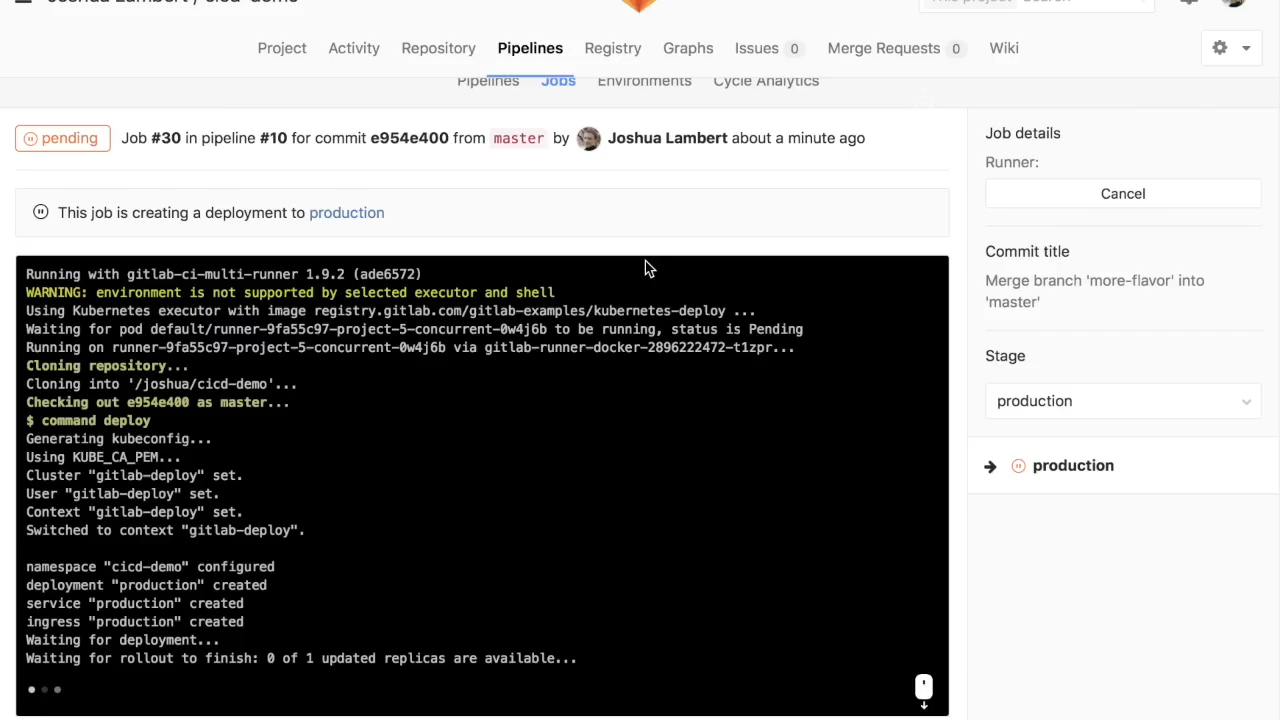 Joshua Lambert / cicd-demo
This project Search
Project Activity Repository Pipelines Registry Graphs Issues 0 Merge Requests 0 Wiki
Pipelines Jobs Environments Cycle Analytics
pending Job #30 in pipeline #10 for commit e954e400 from master by Joshua Lambert about a minute ago
This job is creating a deployment to production
Running with gitlab-ci-multi-runner 1.9.2 (ade6572)
WARNING: environment is not supported by selected executor and shell
Using Kubernetes executor with image registry.gitlab.com/gitlab-examples/kubernetes-deploy ...
Waiting for pod default/runner-9fa55c97-project-5-concurrent-0w4j6b to be running, status is Pending
Running on runner-9fa55c97-project-5-concurrent-0w4j6b via gitlab-runner-docker-2896222472-t1zpr...
Cloning repository...
Cloning into '/joshua/cicd-demo'...
Checking out e954e400 as master...
$ command deploy
Generating kubeconfig...
Using KUBE_CA_PEM...
Cluster "gitlab-deploy" set.
User "gitlab-deploy" set.
Context "gitlab-deploy" set.
Switched to context "gitlab-deploy".
namespace "cicd-demo" configured
deployment "production" created
service "production" created
ingress "production" created
Waiting for deployment...
Waiting for rollout to finish: 0 of 1 updated replicas are available...
Job details
Runner:
Cancel
Commit title
Merge branch 'more-flavor' into
'master'
Stage
production
production